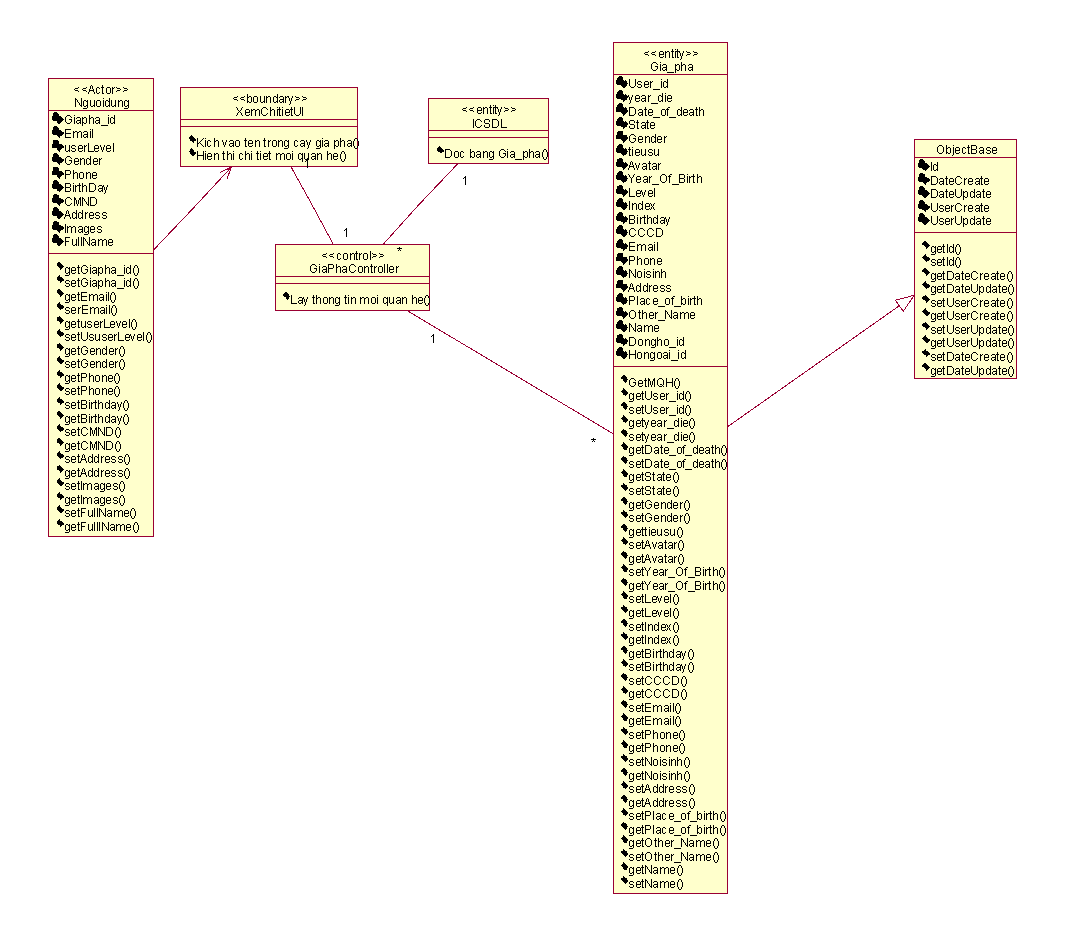 <<Actor>>
Nguoidung
Giapha_id
Email
userLevel
Gender
Phone
BirthDay
CMND
Address
Images
FullName
getGiapha_id()
setGiapha_id()
getEmail()
serEmail()
getuserLevel()
setUsuserLevel()
getGender()
setGender()
getPhone()
setPhone()
setBirthday()
getBirthday()
setCMND()
getCMND()
setAddress()
getAddress()
setImages()
getImages()
setFullName()
getFulllName()
<<boundary>>
XemChitietUI
Kich vao ten trong cay gia pha()
Hien thi chi tiet moi quan he()
1
1
<<entity>>
ICSDL
Doc bang Gia_pha()
1
*
<<control>>
GiaPhaController
Lay thong tin moi quan he()
1
*
<<entity>>
Gia_pha
User_id
year_die
Date_of_death
State
Gender
tieusu
Avatar
Year_Of_Birth
Level
Index
Birthday
CCCD
Email
Phone
Noisinh
Address
Place_of_birth
Other_Name
Name
Dongho_id
Hongoai_id
GetMQH()
getUser_id()
setUser_id()
getyear_die()
setyear_die()
getDate_of_death()
setDate_of_death()
getState()
setState()
getGender()
setGender()
gettieusu()
setAvatar()
getAvatar()
setYear_Of_Birth()
getYear_Of_Birth()
setLevel()
getLevel()
setIndex()
getIndex()
getBirthday()
setBirthday()
setCCCD()
getCCCD()
setEmail()
getEmail()
setPhone()
getPhone()
setNoisinh()
getNoisinh()
setAddress()
getAddress()
setPlace_of_birth()
getPlace_of_birth()
getOther_Name()
setOther_Name()
getName()
setName()
ObjectBase
Id
DateCreate
DateUpdate
UserCreate
UserUpdate
getId()
setId()
getDateCreate()
getDateUpdate()
setUserCreate()
getUserCreate()
setUserUpdate()
getUserUpdate()
setDateCreate()
getDateUpdate()